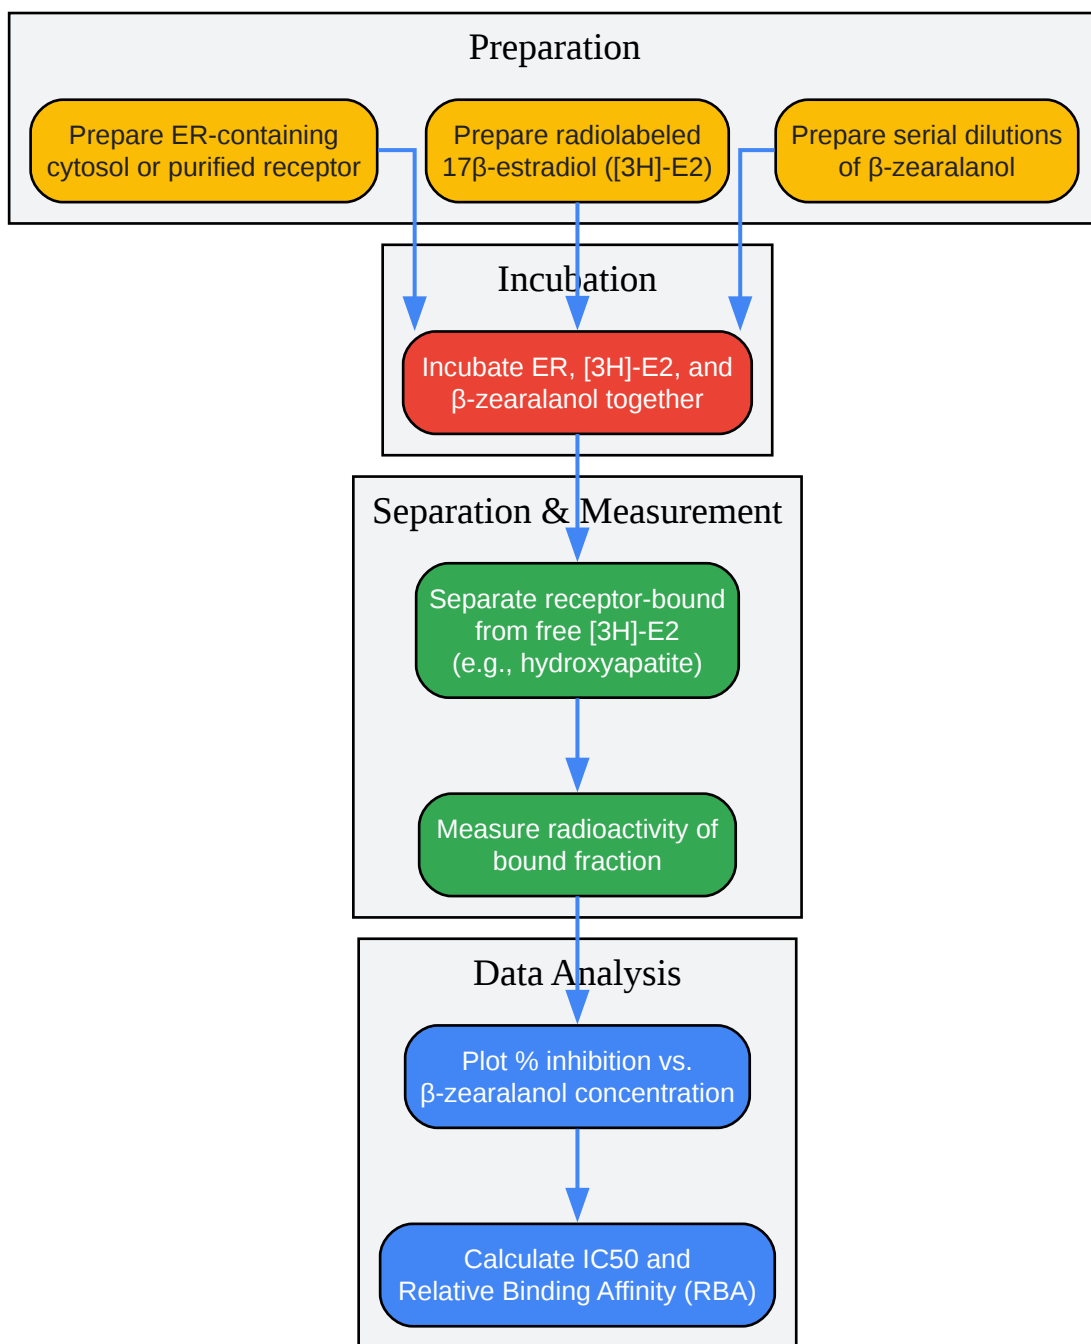 Preparation
Prepare ER-containing
cytosol or purified receptor
Prepare radiolabeled
17β-estradiol ([3H]-E2)
Prepare serial dilutions
of β-zearalanol
Incubation
Incubate ER, [3H]-E2, and
β-zearalanol together
Separation & Measurement
Separate receptor-bound
from free [3H]-E2
(e.g., hydroxyapatite)
Measure radioactivity of
bound fraction
Data Analysis
Plot % inhibition vs.
β-zearalanol concentration
Calculate IC50 and
Relative Binding Affinity (RBA)